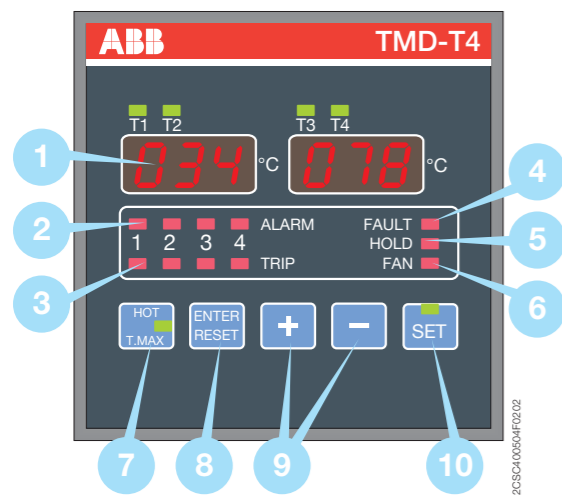 ABB TMD-T4
T1 T2 T3 T4
1 034 °C 078 °C
4
2 ALARM FAULT
1 2 3 4 HOLD 5
3 TRIP FAN 6
HOT
T.MAX
ENTER
RESET
+ - SET
7 8 9 10
2CSC400504F0202